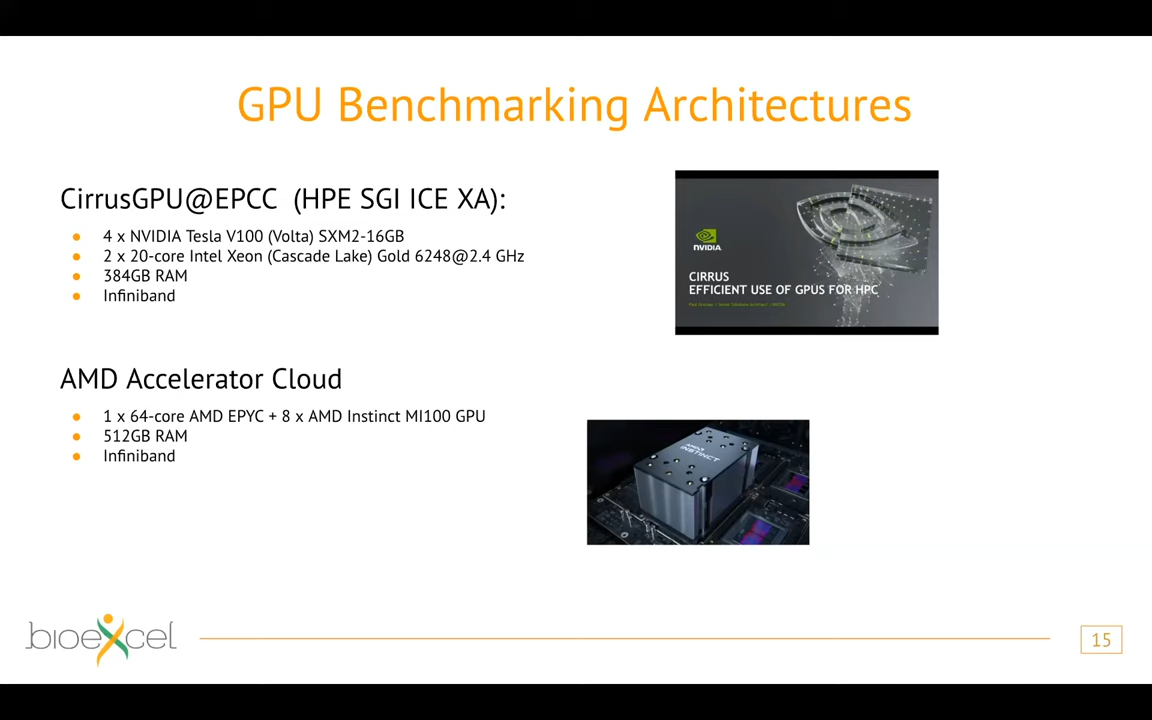 GPU Benchmarking Architectures
CirrusGPU@EPCC (HPE SGI ICE XA):
4 x NVIDIA Tesla V100 (Volta) SXM2-16GB
2 x 20-core Intel Xeon (Cascade Lake) Gold 6248@2.4 GHz
384GB RAM
Infiniband
NVIDIA
CIRRUS
EFFICIENT USE OF GPUS FOR HPC
AMD Accelerator Cloud
1 x 64-core AMD EPYC + 8 x AMD Instinct MI100 GPU
512GB RAM
Infiniband
AMD
INSTINCT
bioexcel
15